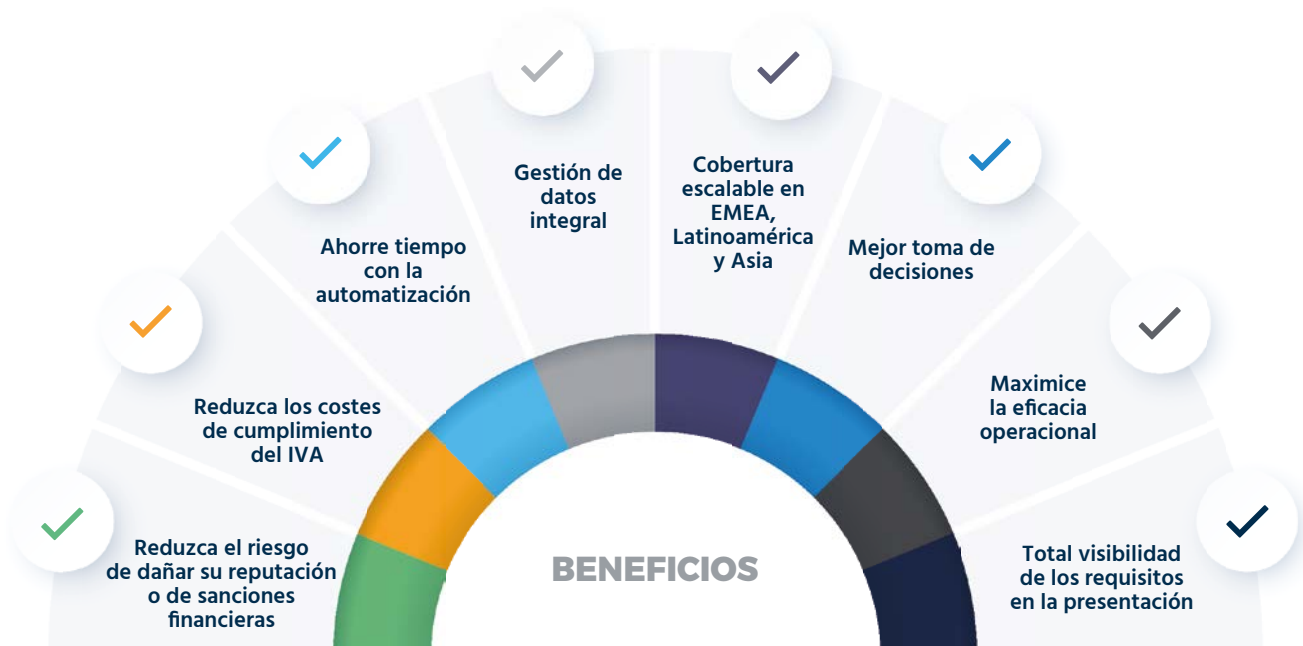 Reduzca el riesgo
de dañar su reputación
o de sanciones
financieras
Reduzca los costes
de cumplimiento
del IVA
Ahorre tiempo
con la
automatización
Gestión de
datos
integral
Cobertura
escalable en
EMEA,
Latinoamérica
y Asia
Mejor toma de
decisiones
Maximice
la eficacia
operacional
Total visibilidad
de los requisitos
en la presentación
BENEFICIOS